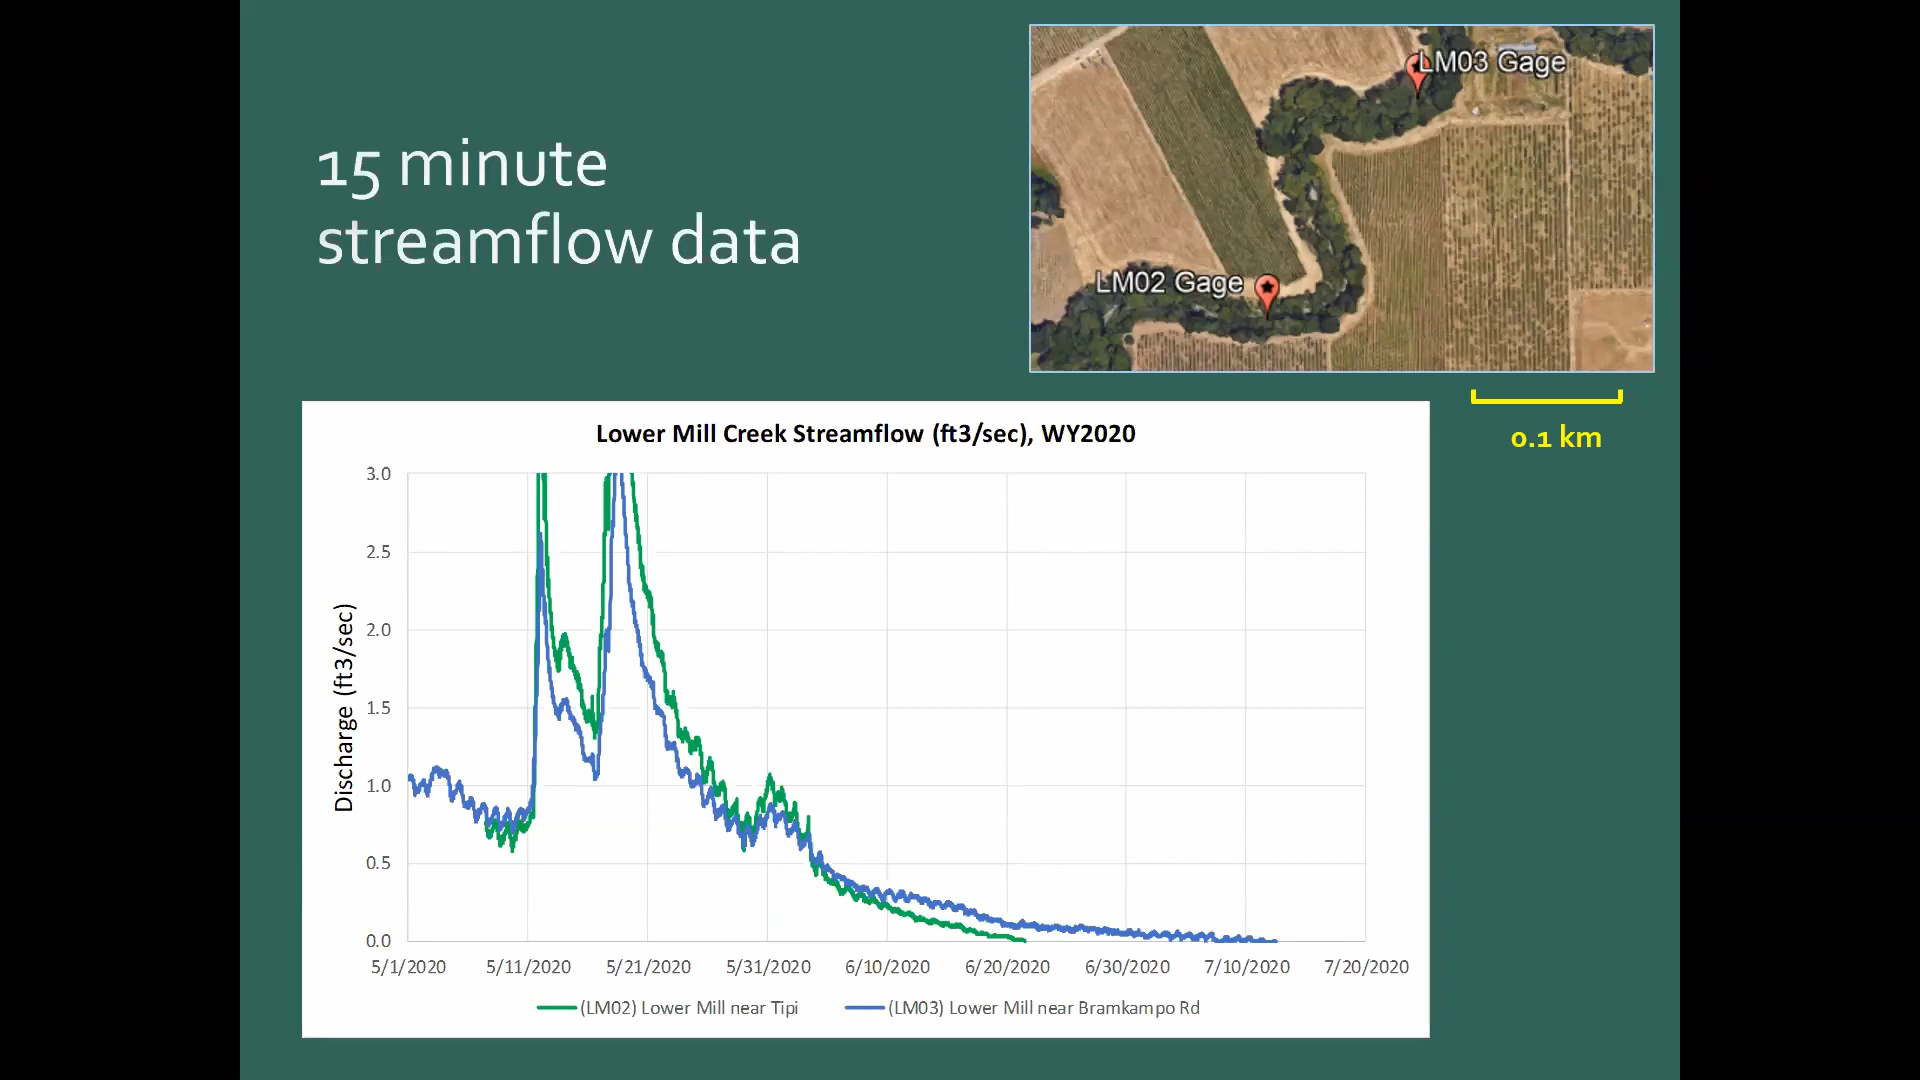 15 minute
streamflow data
LM03 Gage
LM02 Gage
0.1 km
Lower Mill Creek Streamflow (ft3/sec), WY2020
Discharge (ft3/sec)
3.0
2.5
2.0
1.5
1.0
0.5
0.0
5/1/2020 5/11/2020 5/21/2020 5/31/2020 6/10/2020 6/20/2020 6/30/2020 7/10/2020 7/20/2020
(LM02) Lower Mill near Tipi (LM03) Lower Mill near Bramkampo Rd